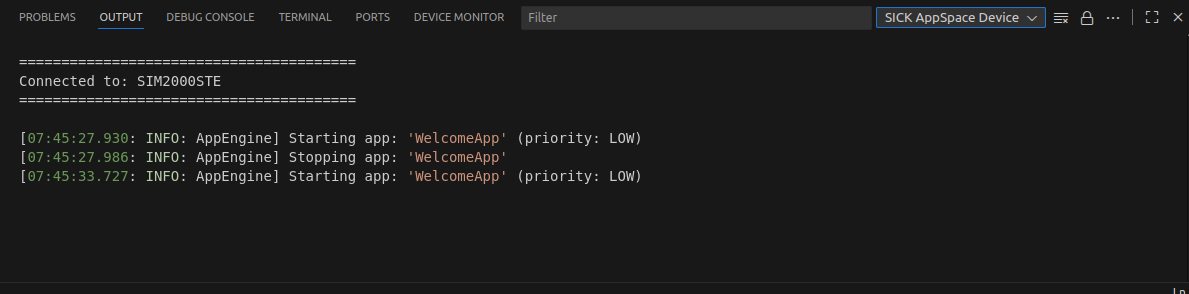 PROBLEMS OUTPUT DEBUG CONSOLE TERMINAL PORTS DEVICE MONITOR Filter SICK AppSpace Device
========================================
Connected to: SIM2000STE
========================================
[07:45:27.930: INFO: AppEngine] Starting app: 'WelcomeApp' (priority: LOW)
[07:45:27.986: INFO: AppEngine] Stopping app: 'WelcomeApp'
[07:45:33.727: INFO: AppEngine] Starting app: 'WelcomeApp' (priority: LOW)